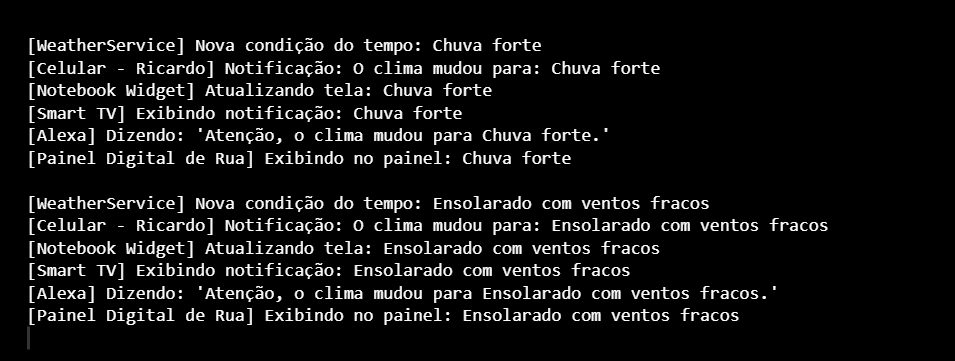 [WeatherService] Nova condição do tempo: Chuva forte
[Celular - Ricardo] Notificação: O clima mudou para: Chuva forte
[Notebook Widget] Atualizando tela: Chuva forte
[Smart TV] Exibindo notificação: Chuva forte
[Alexa] Dizendo: 'Atenção, o clima mudou para Chuva forte.'
[Painel Digital de Rua] Exibindo no painel: Chuva forte
[WeatherService] Nova condição do tempo: Ensolarado com ventos fracos
[Celular - Ricardo] Notificação: O clima mudou para: Ensolarado com ventos fracos
[Notebook Widget] Atualizando tela: Ensolarado com ventos fracos
[Smart TV] Exibindo notificação: Ensolarado com ventos fracos
[Alexa] Dizendo: 'Atenção, o clima mudou para Ensolarado com ventos fracos.'
[Painel Digital de Rua] Exibindo no painel: Ensolarado com ventos fracos